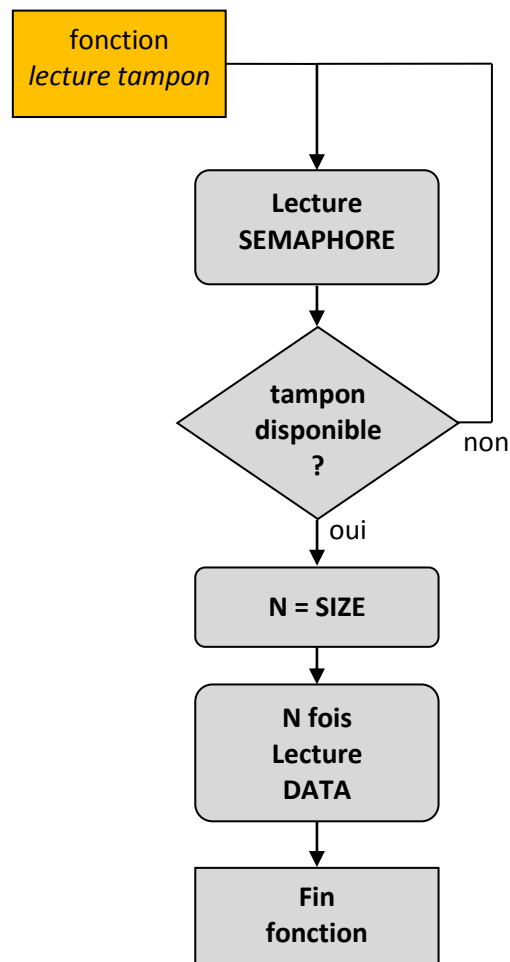 fonction
lecture tampon
Lecture
SEMAPHORE
tampon
disponible
?
non
oui
N = SIZE
N fois
Lecture
DATA
Fin
fonction